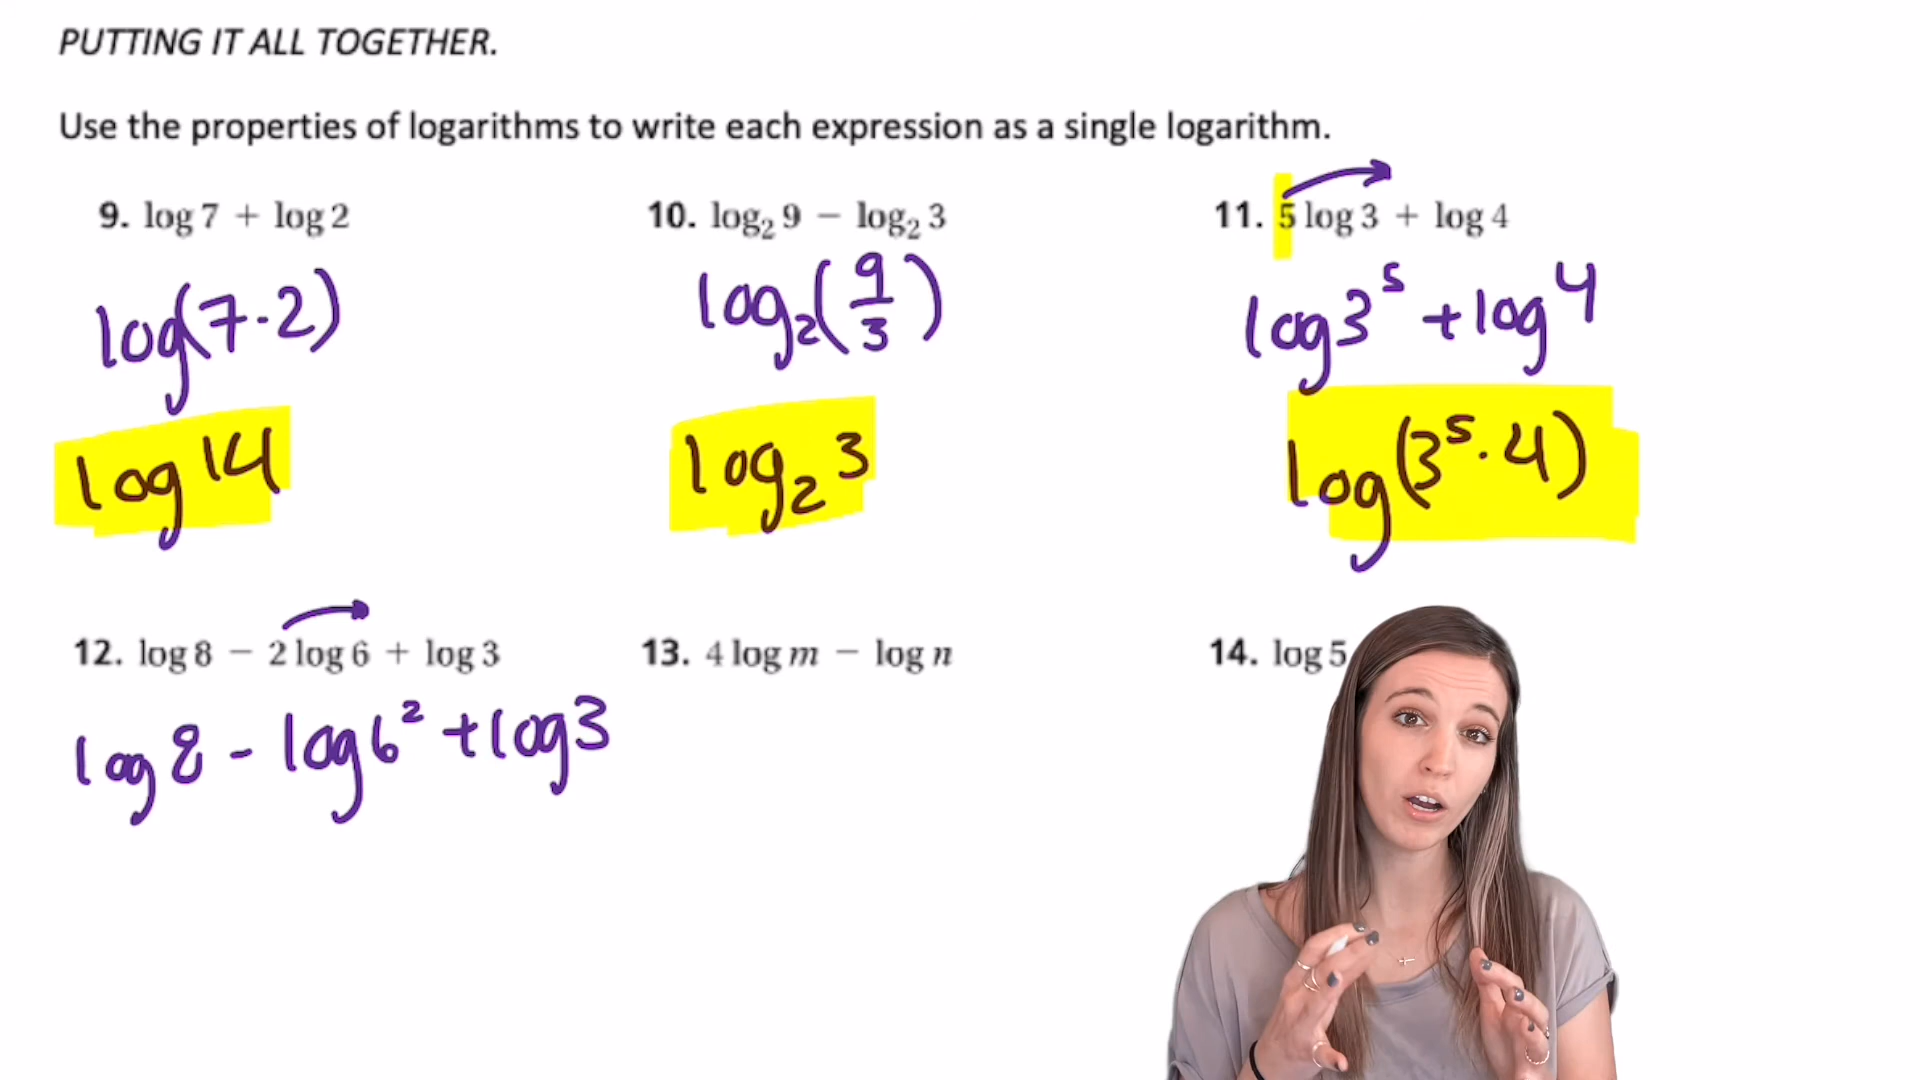 PUTTING IT ALL TOGETHER.
Use the properties of logarithms to write each expression as a single logarithm.
9. log 7 + log 2
log(7·2)
log 14
10. log₂ 9 − log₂ 3
log₂(9/3)
log₂ 3
11. 5 log 3 + log 4
log3⁵ + log 4
log(3⁵·4)
12. log 8 − 2 log 6 + log 3
log 8 - log 6² + log 3
13. 4 log m − log n
14. log 5